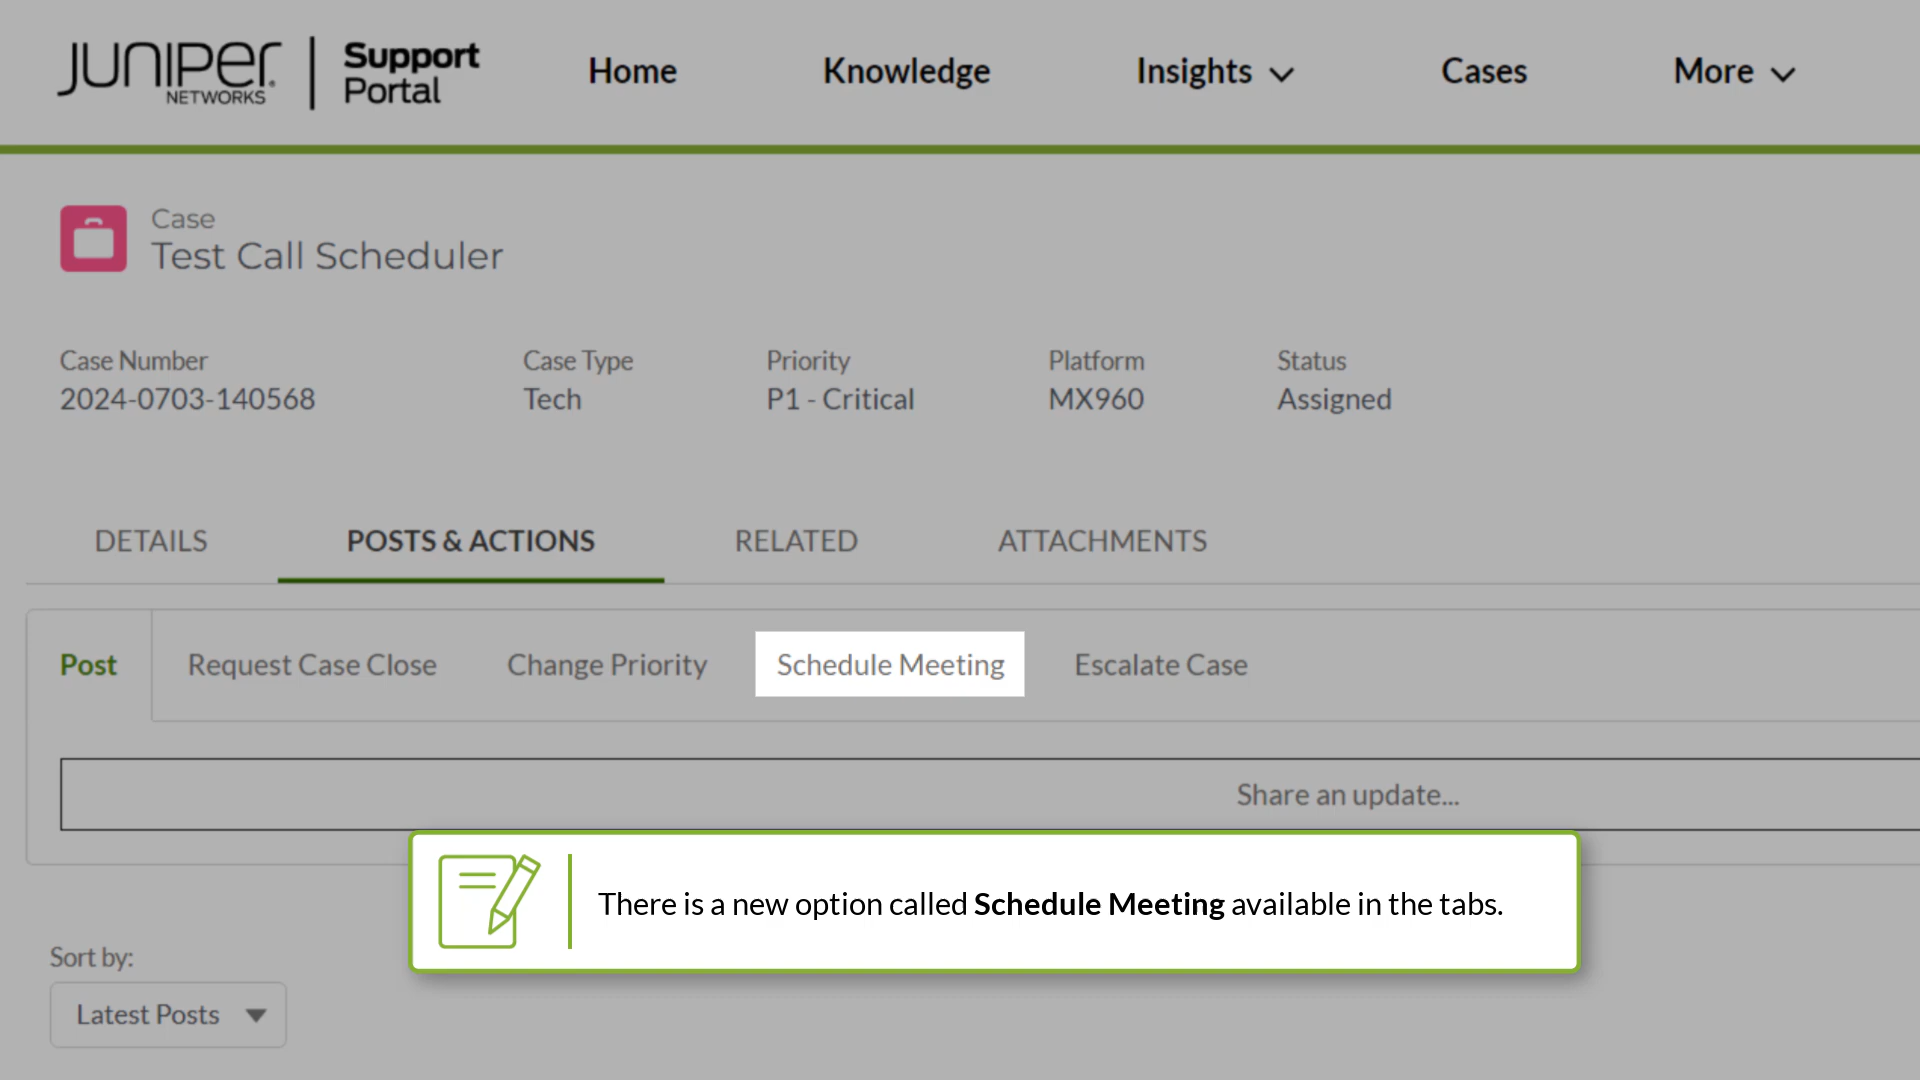 JUNIPER NETWORKS | Support Portal Home Knowledge Insights Cases More
Case
Test Call Scheduler
Case Number Case Type Priority Platform Status
2024-0703-140568 Tech P1 - Critical MX960 Assigned
DETAILS POSTS & ACTIONS RELATED ATTACHMENTS
Post Request Case Close Change Priority Schedule Meeting Escalate Case
Share an update...
There is a new option called Schedule Meeting available in the tabs.
Sort by:
Latest Posts